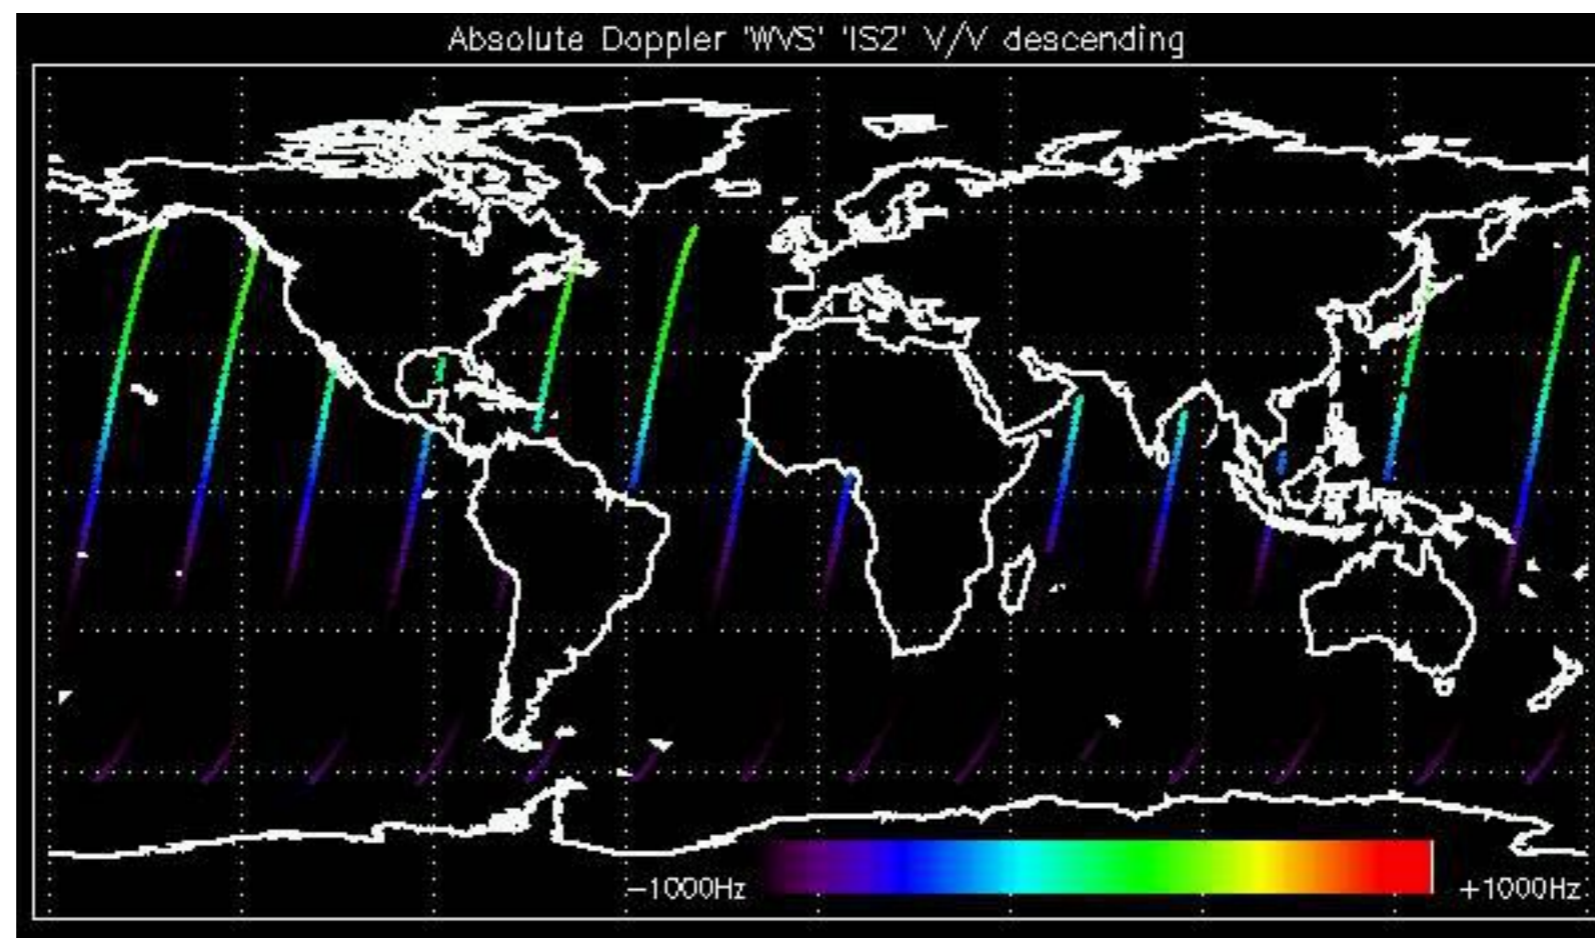 Absolute Doppler 'WVS' 'IS2' V/V descending
-1000Hz
+1000Hz